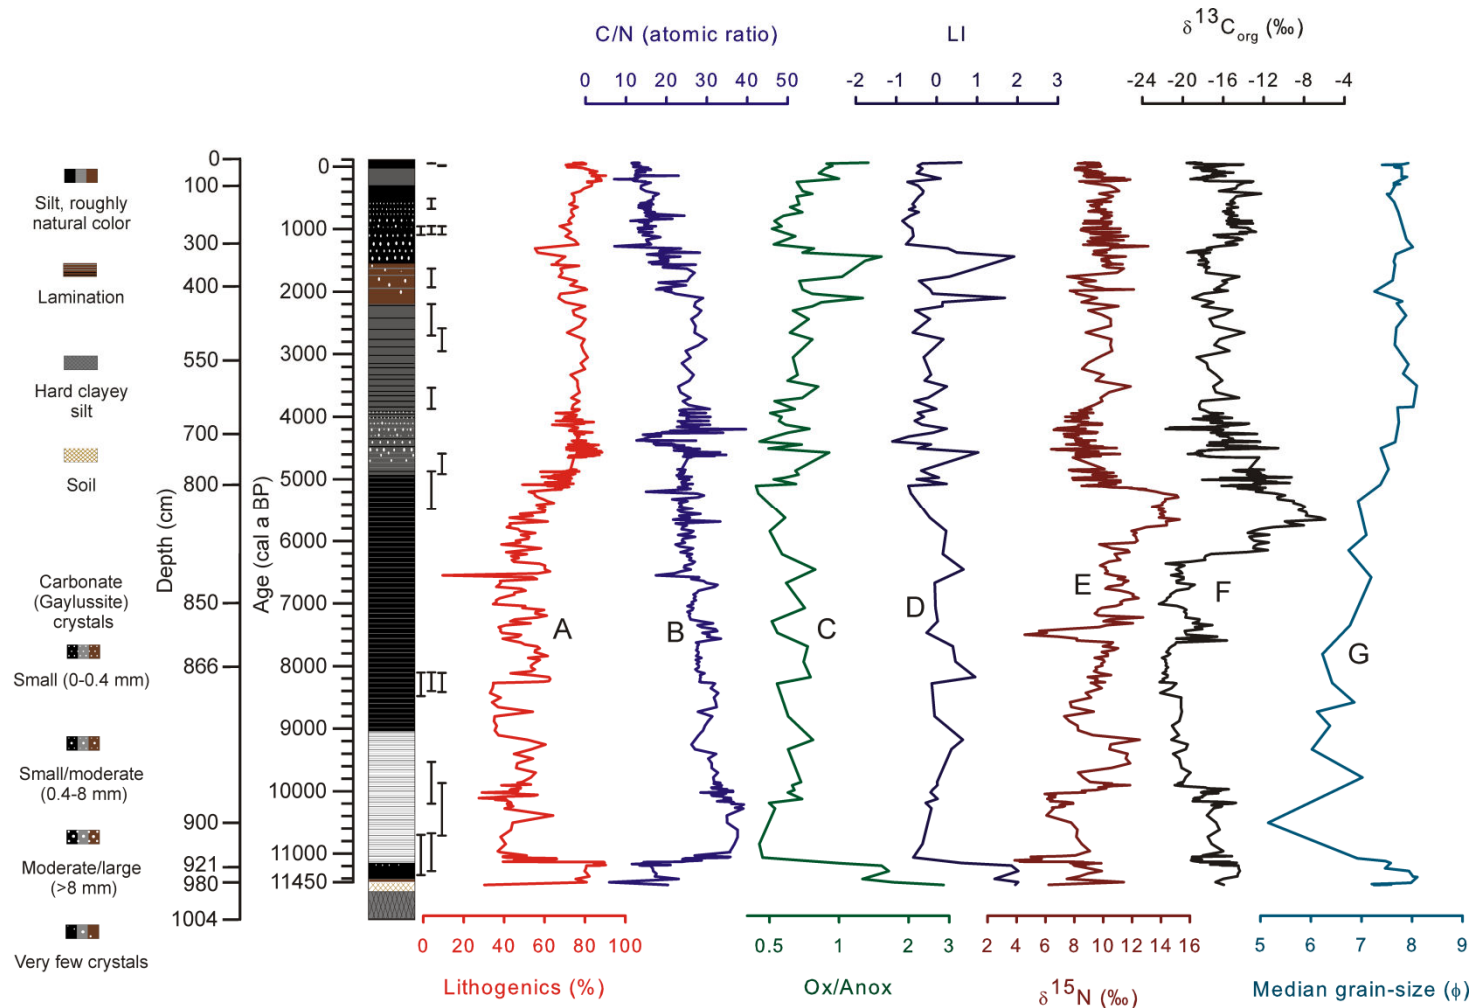 C/N (atomic ratio)
0 10 20 30 40 50
LI
-2 -1 0 1 2 3
δ13Corg (‰)
-24 -20 -16 -12 -8 -4
Silt, roughly
natural color
Lamination
Hard clayey
silt
Soil
Carbonate
(Gaylussite)
crystals
Small (0-0.4 mm)
Small/moderate
(0.4-8 mm)
Moderate/large
(>8 mm)
Very few crystals
Depth (cm)
0
100
300
400
550
700
800
850
866
900
921
980
1004
Age (cal a BP)
0
1000
2000
3000
4000
5000
6000
7000
8000
9000
10000
11000
11450
A
B
C
D
E
F
G
0 20 40 60 80 100
Lithogenics (%)
0.5 1 2 3
Ox/Anox
2 4 6 8 10 12 14 16
δ15N (‰)
5 6 7 8 9
Median grain-size (ϕ)